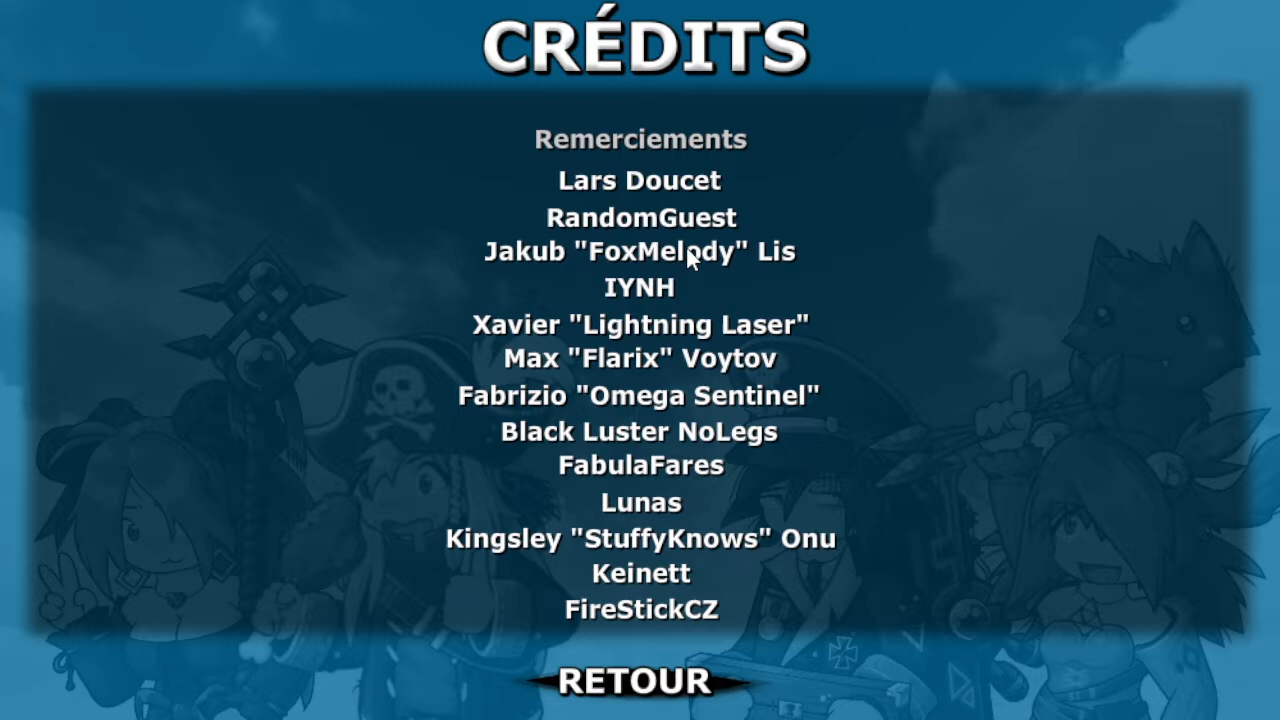 CRÉDITS
Remerciements
Lars Doucet
RandomGuest
Jakub "FoxMelody" Lis
IYNH
Xavier "Lightning Laser"
Max "Flarix" Voytov
Fabrizio "Omega Sentinel"
Black Luster NoLegs
FabulaFares
Lunas
Kingsley "StuffyKnows" Onu
Keinett
FireStickCZ
RETOUR